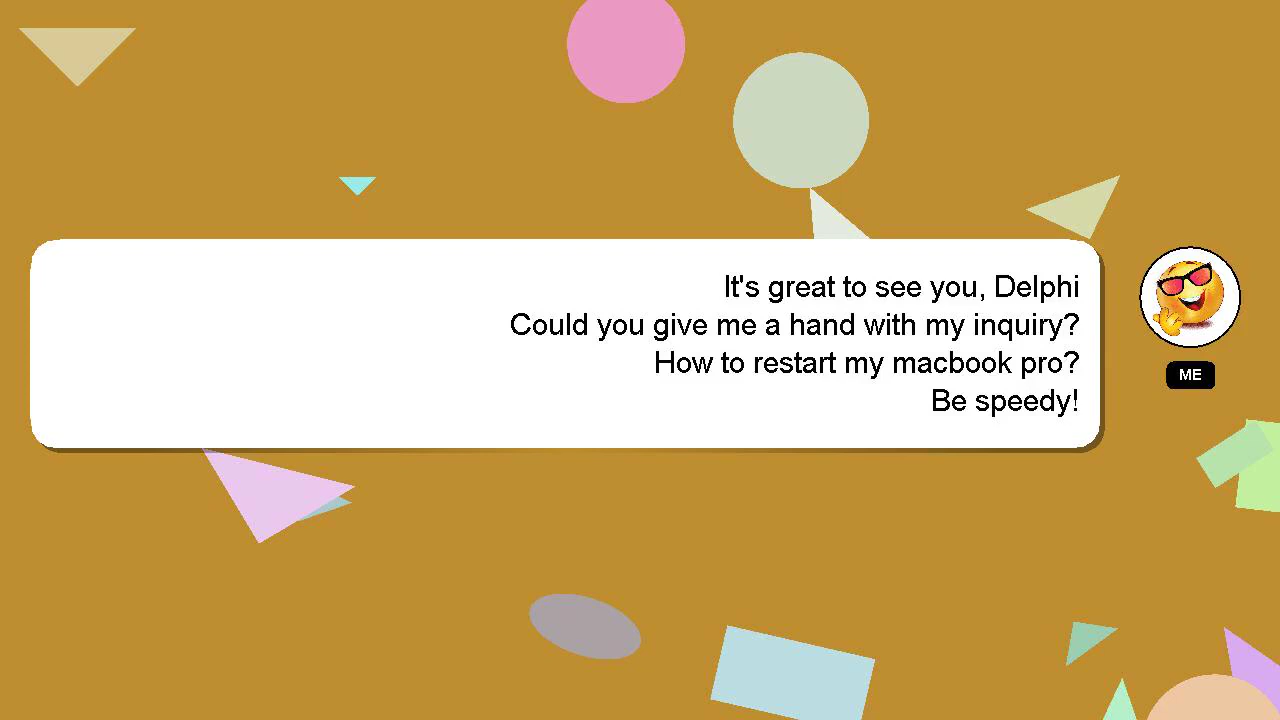 It's great to see you, Delphi
Could you give me a hand with my inquiry?
How to restart my macbook pro?
Be speedy!
ME